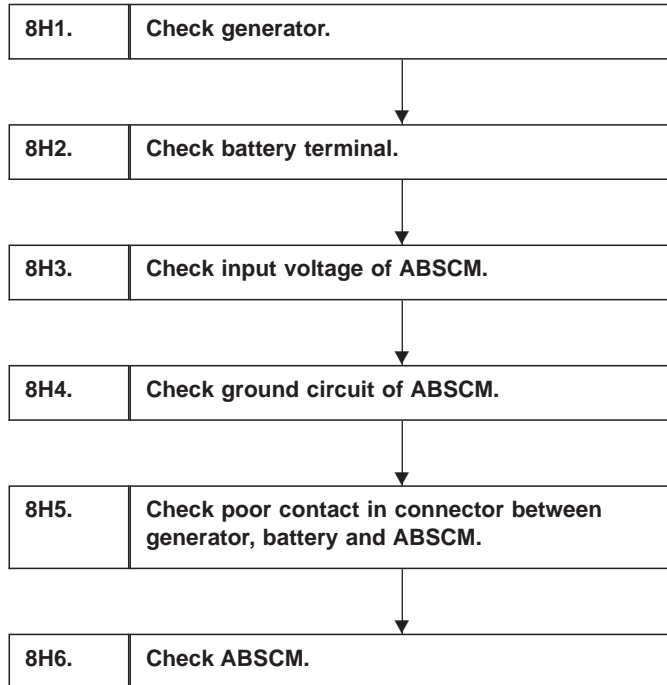 8H1. Check generator.
8H2. Check battery terminal.
8H3. Check input voltage of ABSCM.
8H4. Check ground circuit of ABSCM.
8H5. Check poor contact in connector between
generator, battery and ABSCM.
8H6. Check ABSCM.